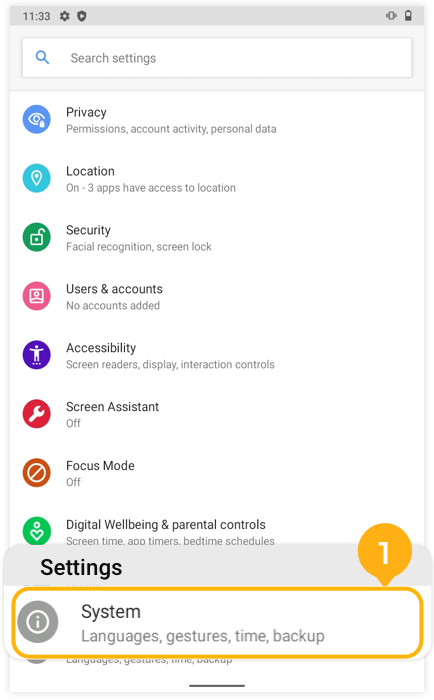 11:33
Search settings
Privacy
Permissions, account activity, personal data
Location
On - 3 apps have access to location
Security
Facial recognition, screen lock
Users & accounts
No accounts added
Accessibility
Screen readers, display, interaction controls
Screen Assistant
Off
Focus Mode
Off
Digital Wellbeing & parental controls
Screen time, app timers, bedtime schedules
1
Settings
System
Languages, gestures, time, backup
Languages, gestures, time, backup